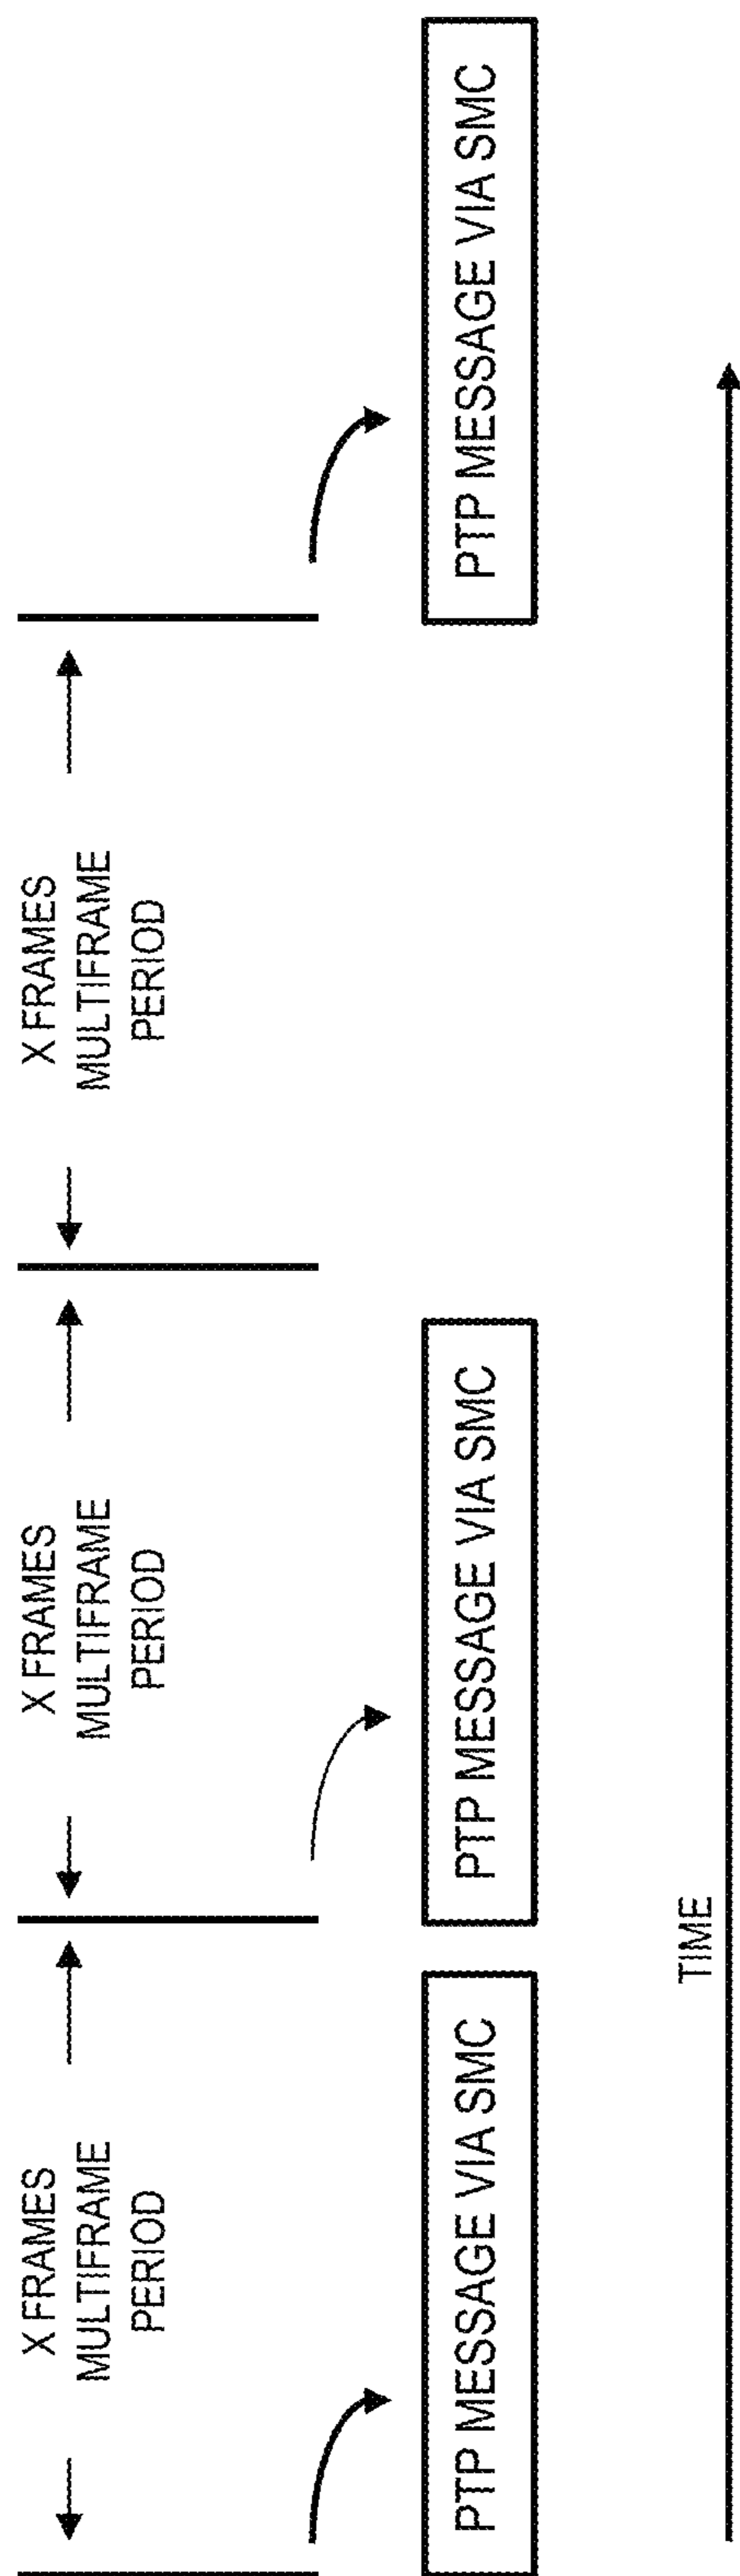 X FRAMES
MULTIFRAME
PERIOD
X FRAMES
MULTIFRAME
PERIOD
X FRAMES
MULTIFRAME
PERIOD
PTP MESSAGE VIA SMC
PTP MESSAGE VIA SMC
PTP MESSAGE VIA SMC
TIME